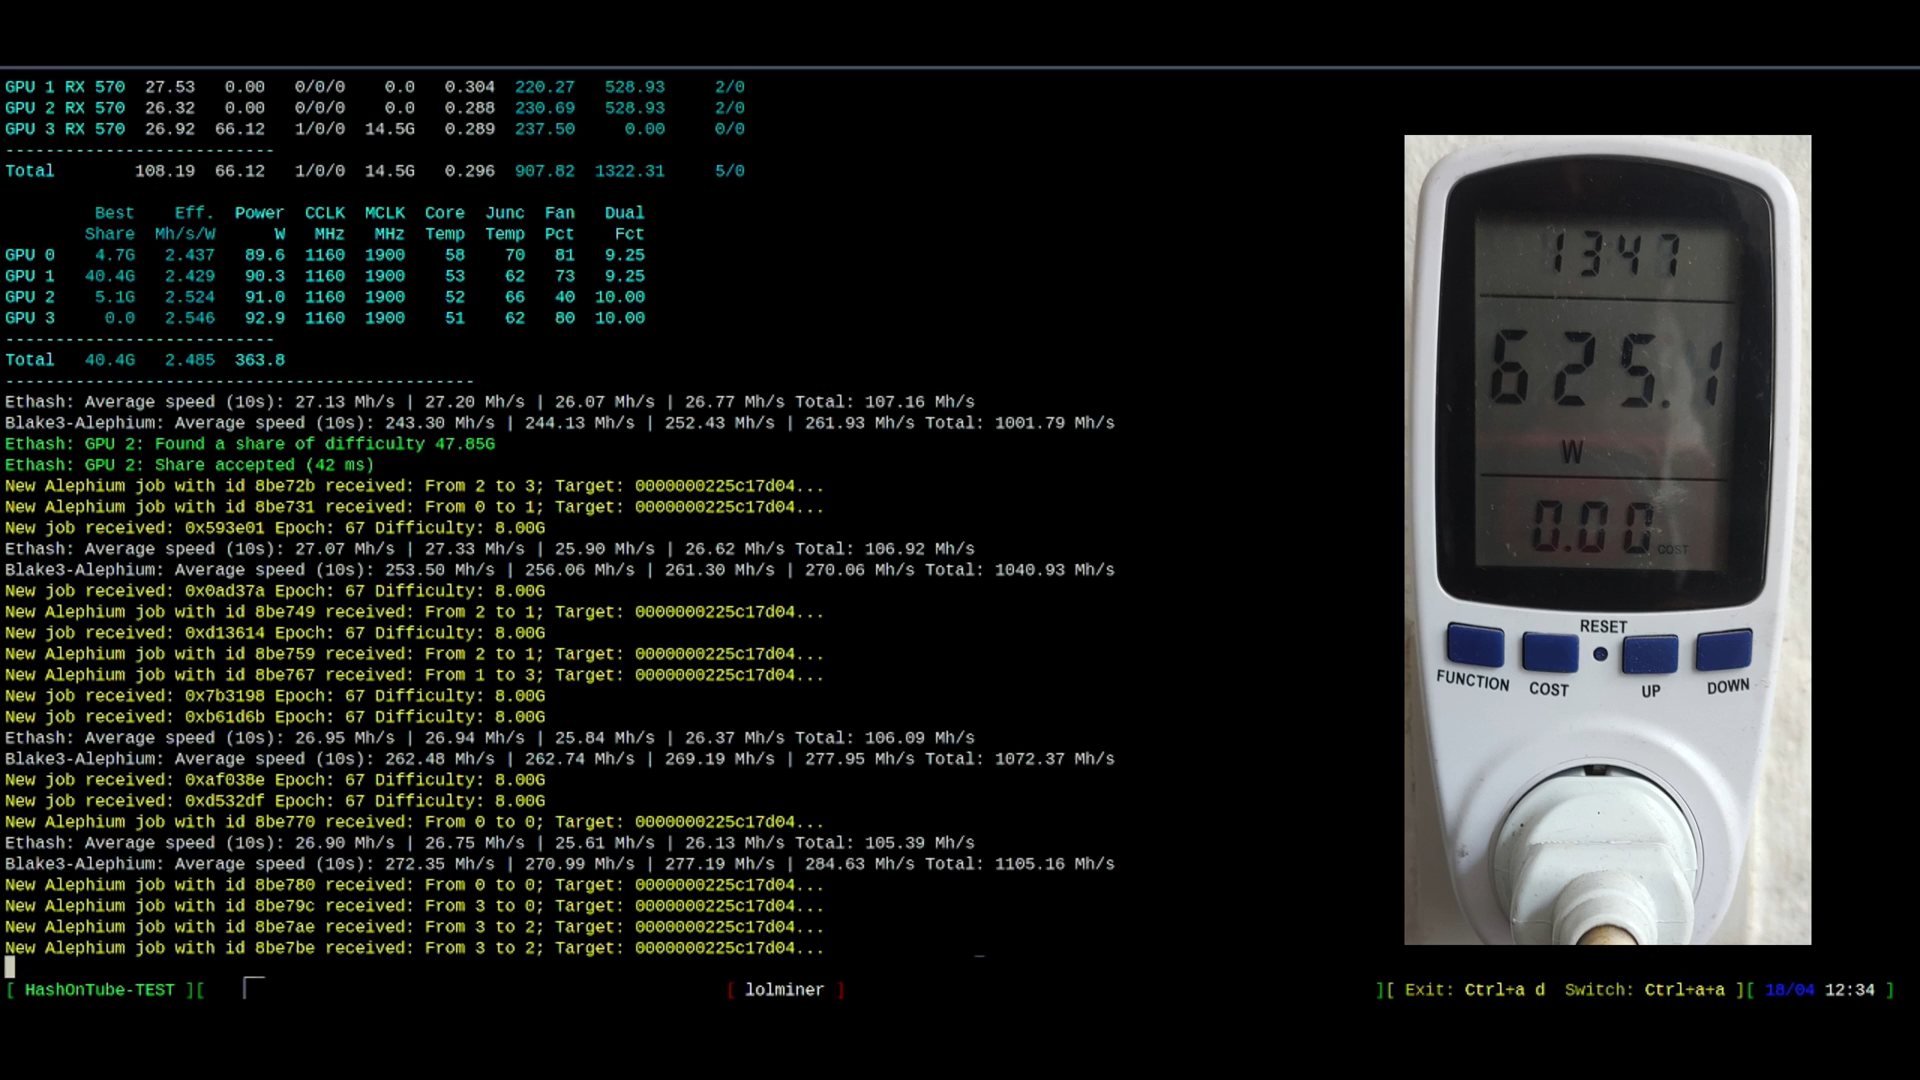 GPU 1 RX 570 27.53 0.00 0/0/0 0.0 0.304 220.27 528.93 2/0
GPU 2 RX 570 26.32 0.00 0/0/0 0.0 0.288 230.69 528.93 2/0
GPU 3 RX 570 26.92 66.12 1/0/0 14.5G 0.289 237.50 0.00 0/0
---------------------------
Total 108.19 66.12 1/0/0 14.5G 0.296 907.82 1322.31 5/0
Best Eff. Power CCLK MCLK Core Junc Fan Dual
Share Mh/s/W W MHz MHz Temp Temp Pct Fct
GPU 0 4.7G 2.437 89.6 1160 1900 58 70 81 9.25
GPU 1 40.4G 2.429 90.3 1160 1900 53 62 73 9.25
GPU 2 5.1G 2.524 91.0 1160 1900 52 66 40 10.00
GPU 3 0.0 2.546 92.9 1160 1900 51 62 80 10.00
---------------------------
Total 40.4G 2.485 363.8
-----------------------------------------------
Ethash: Average speed (10s): 27.13 Mh/s | 27.20 Mh/s | 26.07 Mh/s | 26.77 Mh/s Total: 107.16 Mh/s
Blake3-Alephium: Average speed (10s): 243.30 Mh/s | 244.13 Mh/s | 252.43 Mh/s | 261.93 Mh/s Total: 1001.79 Mh/s
Ethash: GPU 2: Found a share of difficulty 47.85G
Ethash: GPU 2: Share accepted (42 ms)
New Alephium job with id 8be72b received: From 2 to 3; Target: 0000000225c17d04...
New Alephium job with id 8be731 received: From 0 to 1; Target: 0000000225c17d04...
New job received: 0x593e01 Epoch: 67 Difficulty: 8.00G
Ethash: Average speed (10s): 27.07 Mh/s | 27.33 Mh/s | 25.90 Mh/s | 26.62 Mh/s Total: 106.92 Mh/s
Blake3-Alephium: Average speed (10s): 253.50 Mh/s | 256.06 Mh/s | 261.30 Mh/s | 270.06 Mh/s Total: 1040.93 Mh/s
New job received: 0x0ad37a Epoch: 67 Difficulty: 8.00G
New Alephium job with id 8be749 received: From 2 to 1; Target: 0000000225c17d04...
New job received: 0xd13614 Epoch: 67 Difficulty: 8.00G
New Alephium job with id 8be759 received: From 2 to 1; Target: 0000000225c17d04...
New Alephium job with id 8be767 received: From 1 to 3; Target: 0000000225c17d04...
New job received: 0x7b3198 Epoch: 67 Difficulty: 8.00G
New job received: 0xb61d6b Epoch: 67 Difficulty: 8.00G
Ethash: Average speed (10s): 26.95 Mh/s | 26.94 Mh/s | 25.84 Mh/s | 26.37 Mh/s Total: 106.09 Mh/s
Blake3-Alephium: Average speed (10s): 262.48 Mh/s | 262.74 Mh/s | 269.19 Mh/s | 277.95 Mh/s Total: 1072.37 Mh/s
New job received: 0xaf038e Epoch: 67 Difficulty: 8.00G
New job received: 0xd532df Epoch: 67 Difficulty: 8.00G
New Alephium job with id 8be770 received: From 0 to 0; Target: 0000000225c17d04...
Ethash: Average speed (10s): 26.90 Mh/s | 26.75 Mh/s | 25.61 Mh/s | 26.13 Mh/s Total: 105.39 Mh/s
Blake3-Alephium: Average speed (10s): 272.35 Mh/s | 270.99 Mh/s | 277.19 Mh/s | 284.63 Mh/s Total: 1105.16 Mh/s
New Alephium job with id 8be780 received: From 0 to 0; Target: 0000000225c17d04...
New Alephium job with id 8be79c received: From 3 to 0; Target: 0000000225c17d04...
New Alephium job with id 8be7ae received: From 3 to 2; Target: 0000000225c17d04...
New Alephium job with id 8be7be received: From 3 to 2; Target: 0000000225c17d04...
[ HashOnTube-TEST ][ [ lolminer ] ][ Exit: Ctrl+a d Switch: Ctrl+a+a ][ 18/04 12:34 ]
1347
625.1
W
0.00 COST
RESET
FUNCTION COST UP DOWN